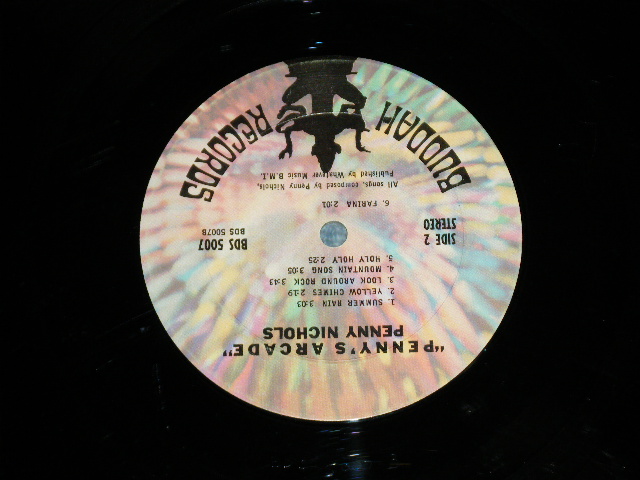 "PENNY'S ARCADE"
PENNY NICHOLS
1. SUMMER RAIN 3:03
2. YELLOW CHIMES 2:19
3. LOOK AROUND ROCK 3:43
4. MOUNTAIN SONG 3:05
5. HOLY HOLY 2:25
SIDE 2
STEREO
BDS 5007
BDS 5007B
6. FARINA 2:01
All songs, composed by Penny Nichols,
Published by Whatever Music B.M.I.
BUDDAH RECORDS